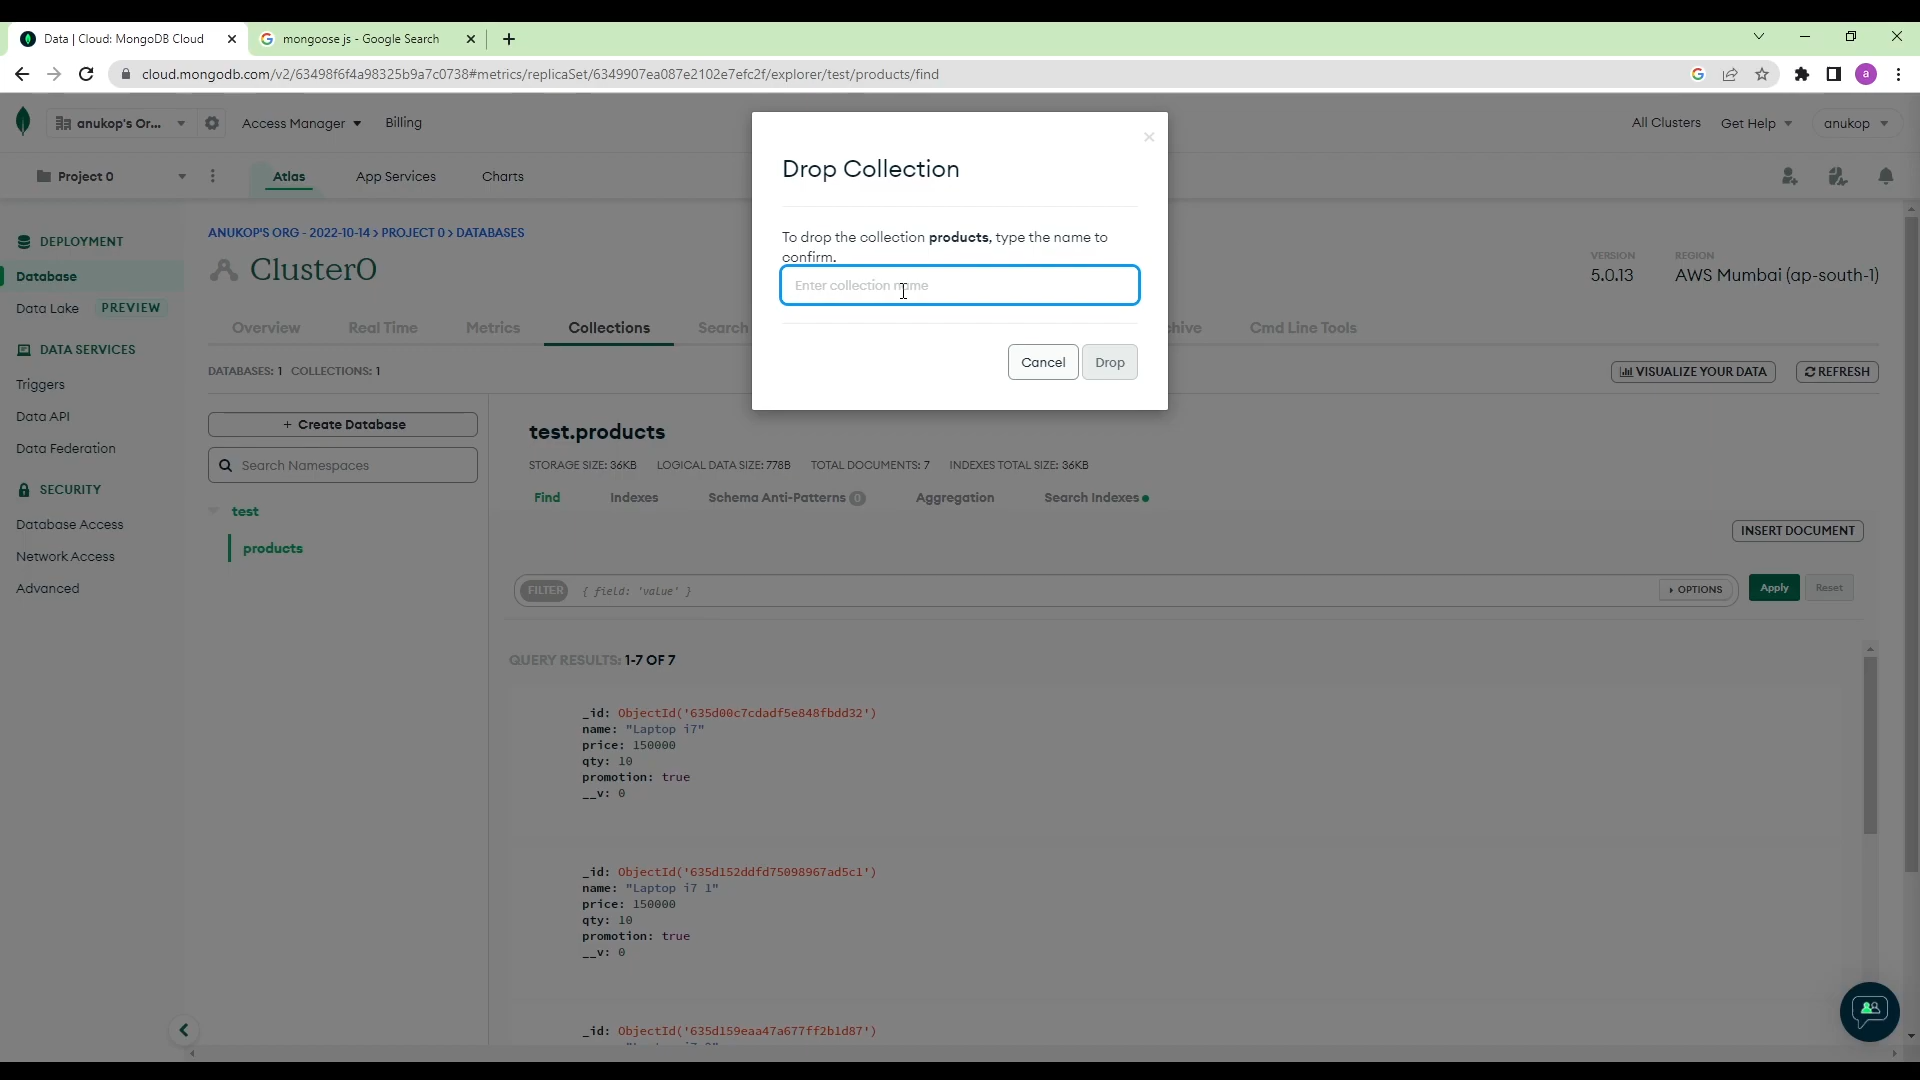 Data | Cloud: MongoDB Cloud
mongoose js - Google Search
cloud.mongodb.com/v2/63498f6f4a98325b9a7c0738#metrics/replicaSet/6349907ea087e2102e7efc2f/explorer/test/products/find
a
anukop's Or...
Access Manager
Billing
All Clusters
Get Help
anukop
Project 0
Atlas
App Services
Charts
Drop Collection
To drop the collection products, type the name to
confirm.
Enter collection name
Cancel
Drop
DEPLOYMENT
Database
Data Lake
PREVIEW
DATA SERVICES
Triggers
Data API
Data Federation
SECURITY
Database Access
Network Access
Advanced
ANUKOP'S ORG - 2022-10-14 > PROJECT 0 > DATABASES
Cluster0
VERSION
5.0.13
REGION
AWS Mumbai (ap-south-1)
Overview
Real Time
Metrics
Collections
Search
hive
Cmd Line Tools
DATABASES: 1 COLLECTIONS: 1
VISUALIZE YOUR DATA
REFRESH
+ Create Database
Search Namespaces
test
products
test.products
STORAGE SIZE: 36KB LOGICAL DATA SIZE: 778B TOTAL DOCUMENTS: 7 INDEXES TOTAL SIZE: 36KB
Find
Indexes
Schema Anti-Patterns 0
Aggregation
Search Indexes
INSERT DOCUMENT
FILTER
{ field: 'value' }
OPTIONS
Apply
Reset
QUERY RESULTS: 1-7 OF 7
_id: ObjectId('635d00c7cdadf5e848fbdd32')
name: "Laptop i7"
price: 150000
qty: 10
promotion: true
__v: 0
_id: ObjectId('635d152ddfd75098967ad5c1')
name: "Laptop i7 1"
price: 150000
qty: 10
promotion: true
__v: 0
_id: ObjectId('635d159eaa47a677ff2b1d87')